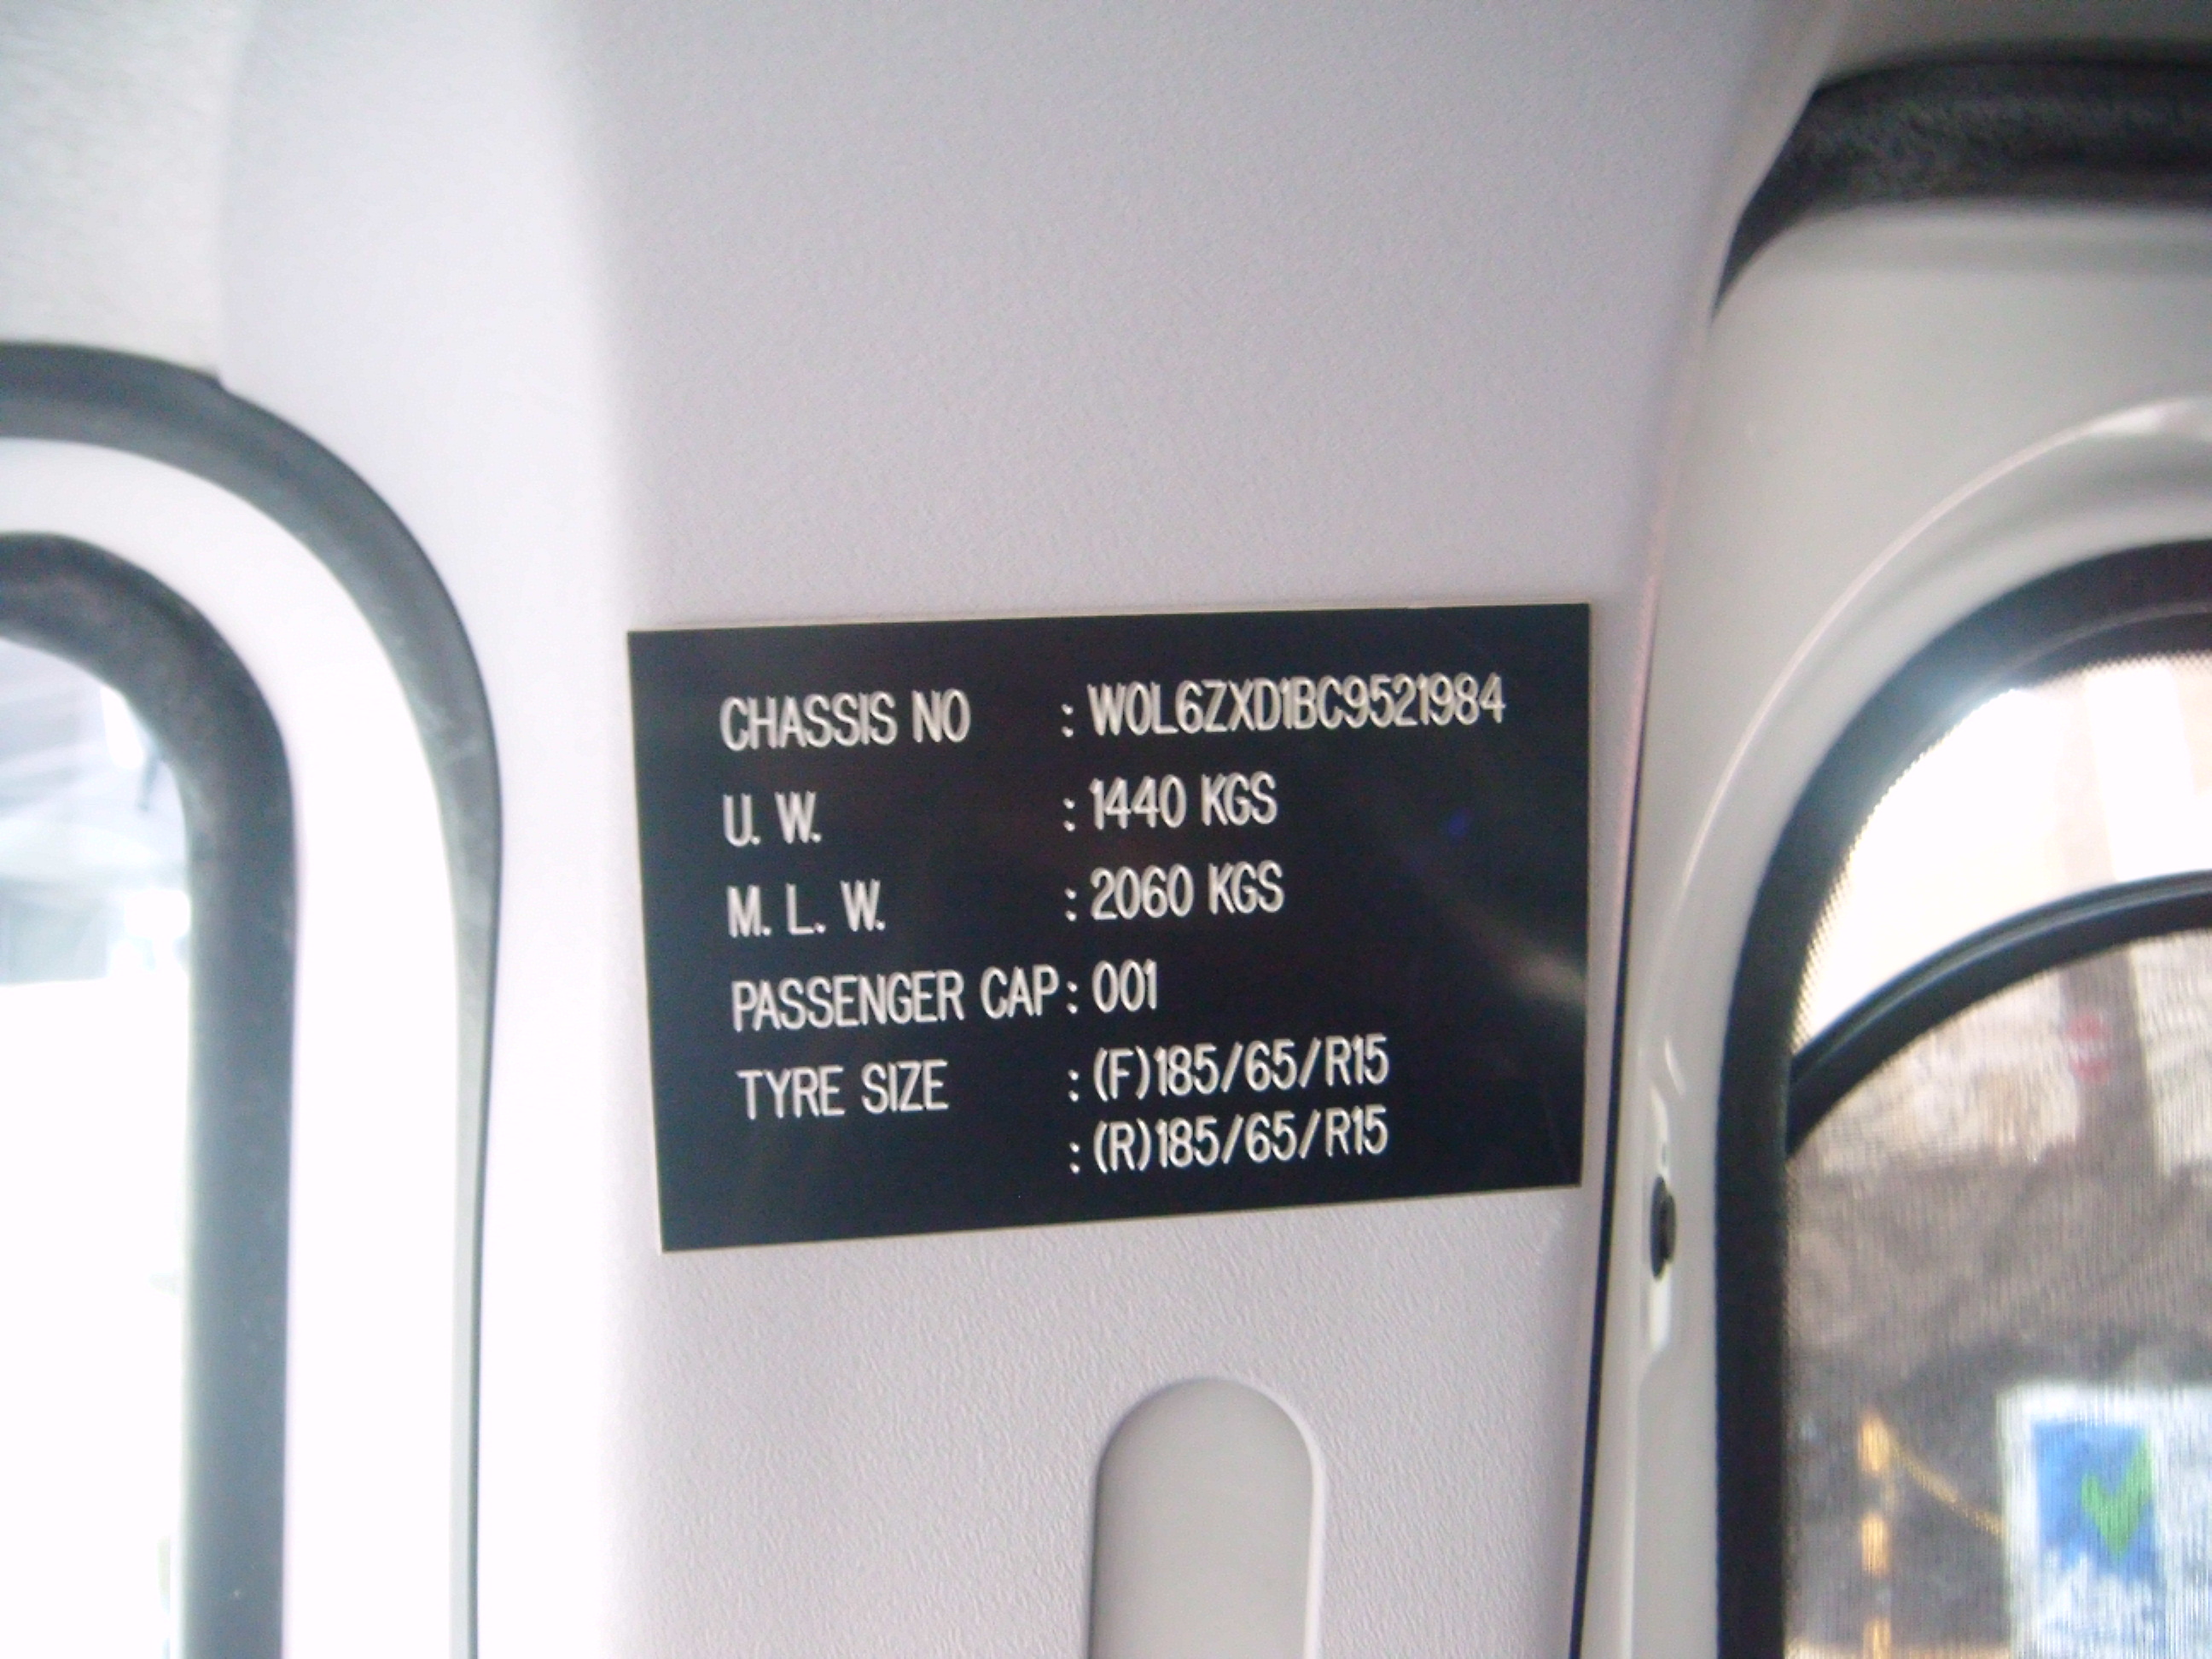 CHASSIS NO : W0L6ZXD1BC9521984
U. W. : 1440 KGS
M. L. W. : 2060 KGS
PASSENGER CAP : 001
TYRE SIZE : (F)185/65/R15
: (R)185/65/R15